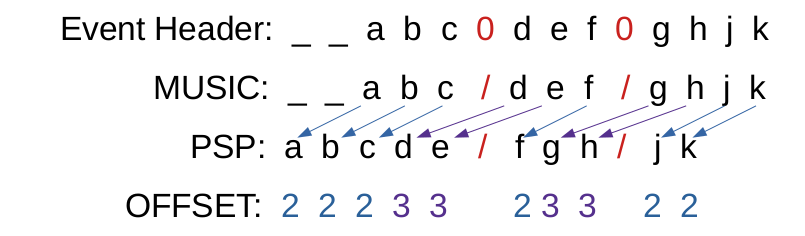 Event Header: _ _ a b c 0 d e f 0 g h j k
MUSIC: _ _ a b c / d e f / g h j k
PSP: a b c d e / f g h / j k
OFFSET: 2 2 2 3 3 2 3 3 2 2